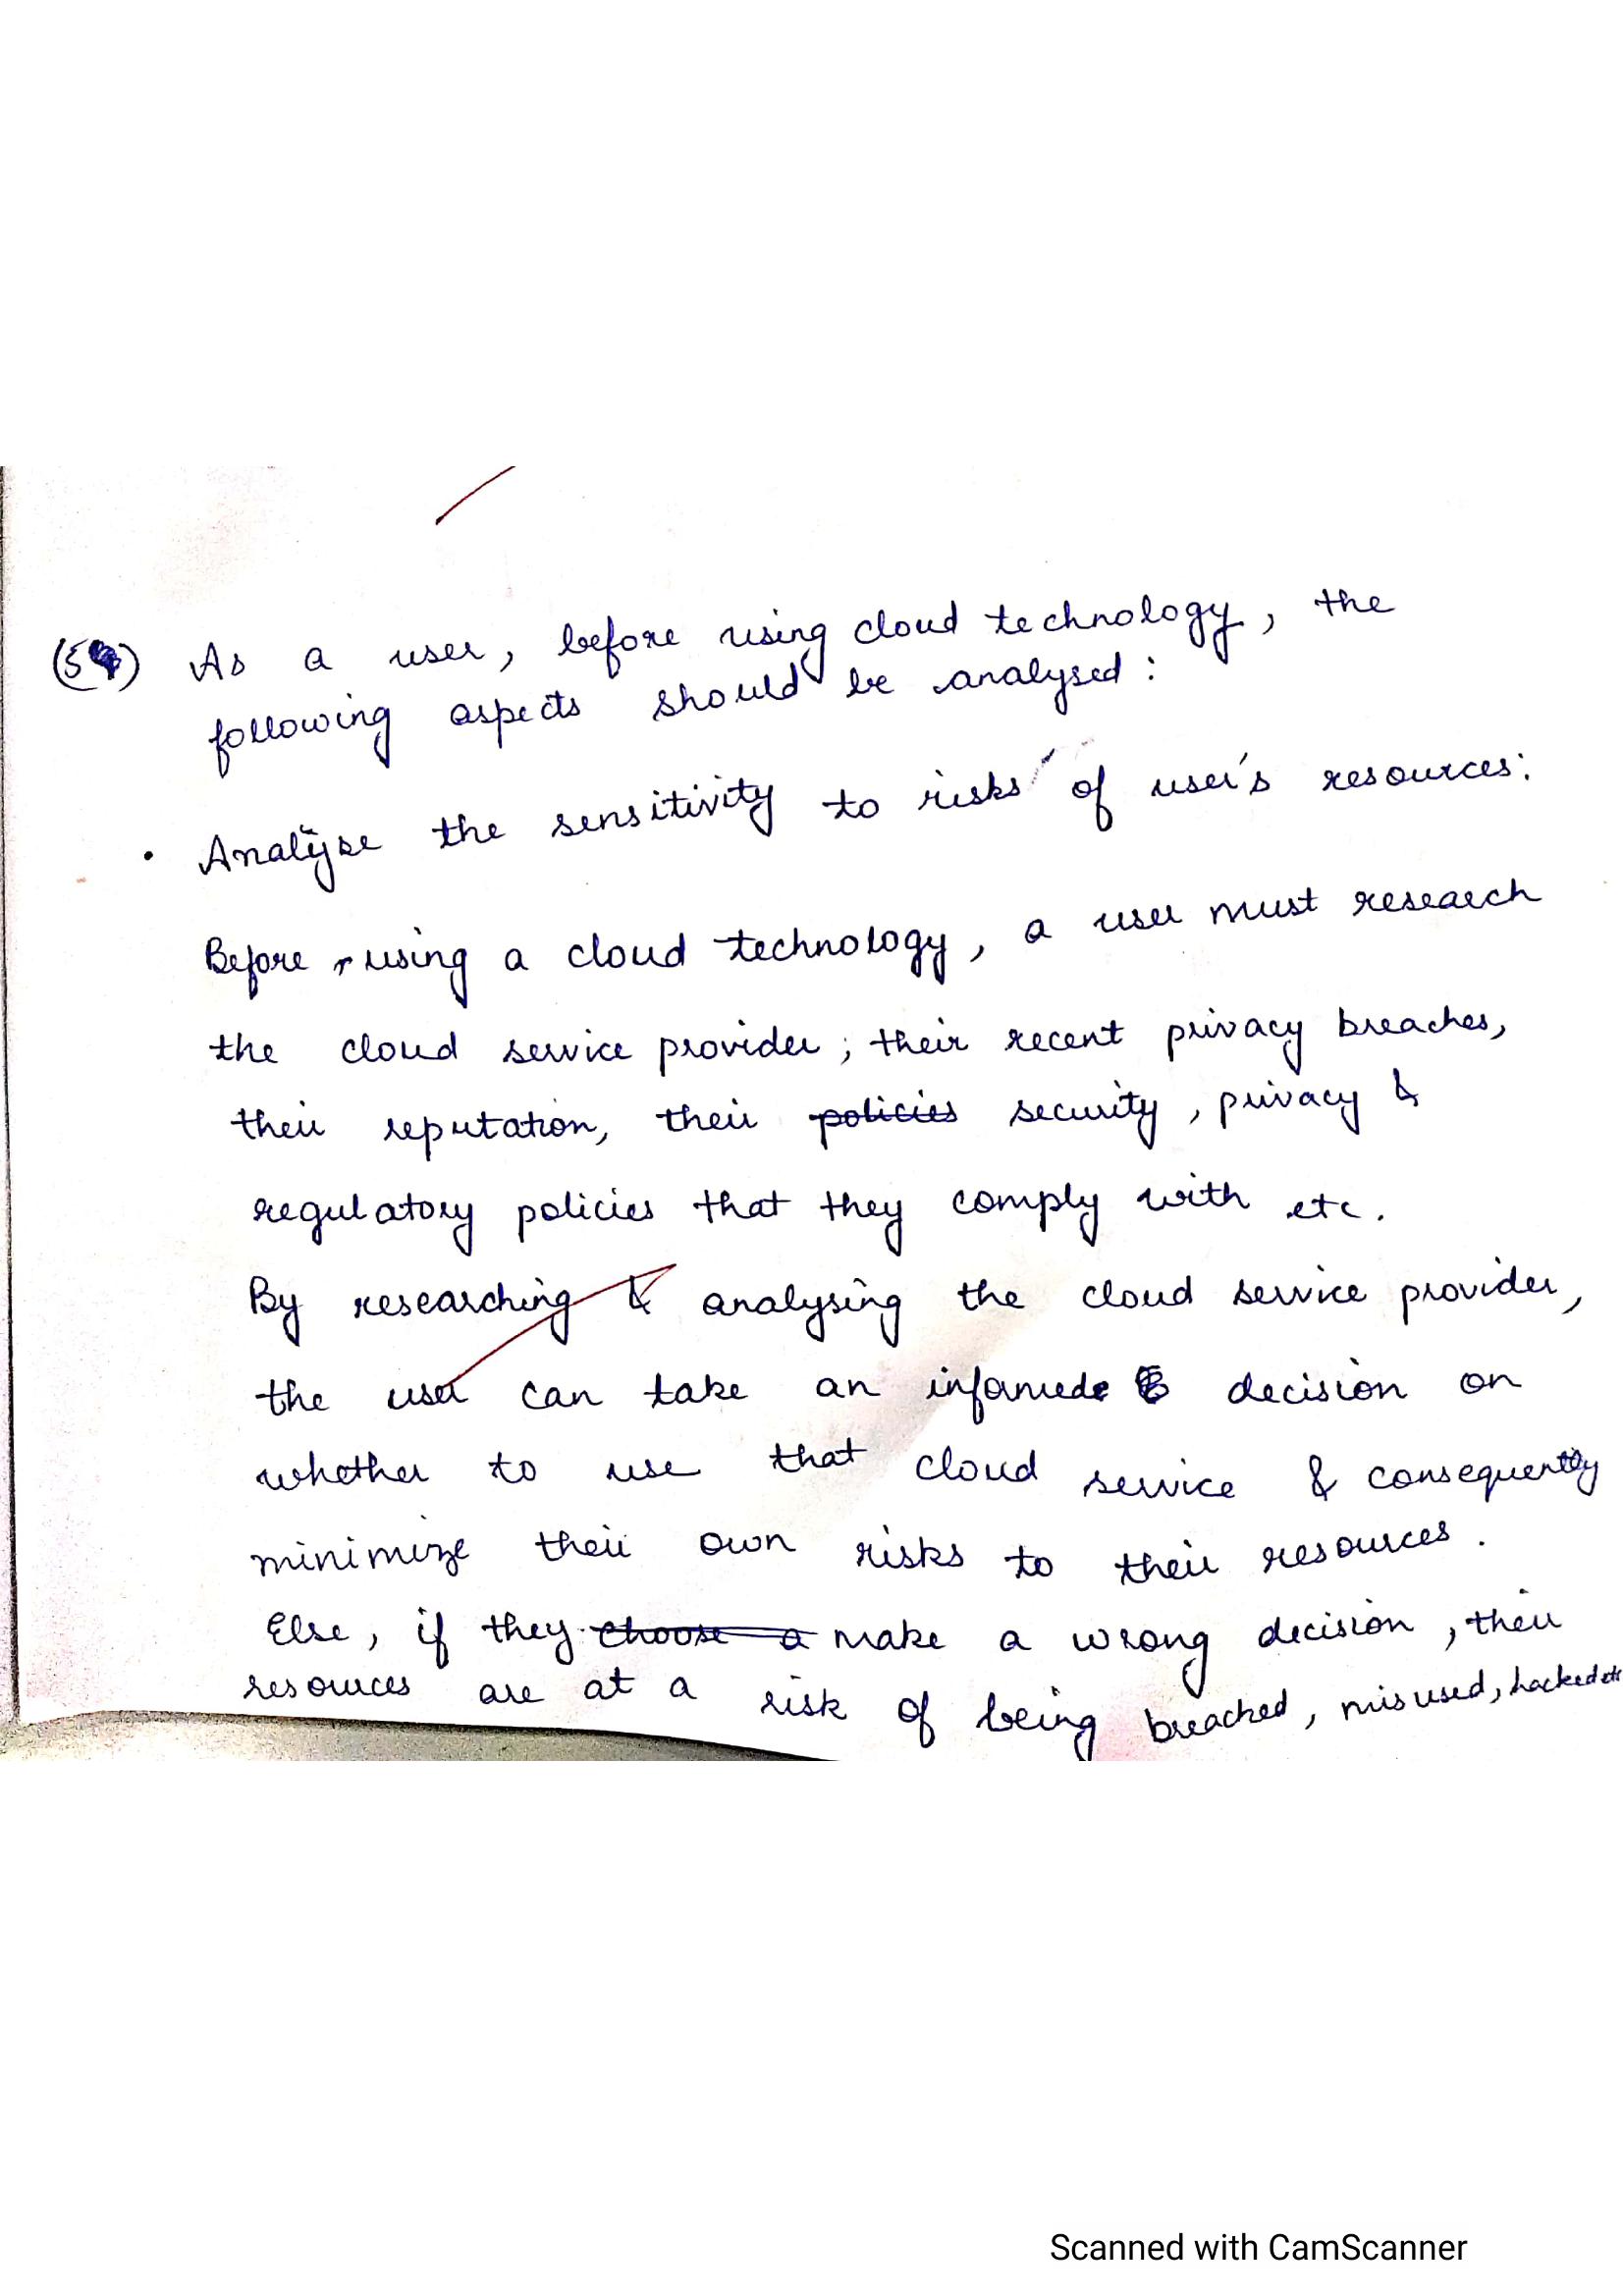 (5) As a user, before using cloud technology, the
following aspects should be analysed:
• Analyse the sensitivity to risks of user's resources:
Before using a cloud technology, a user must research
the cloud service provider; their recent privacy breaches,
their reputation, their policies security, privacy &
regulatory policies that they comply with etc.
By researching & analysing the cloud service provider,
the user can take an informed decision on
whether to use that cloud service & consequently
minimize their own risks to their resources.
Else, if they choose a make a wrong decision, their
resources are at a risk of being breached, misused, hacked etc
Scanned with CamScanner